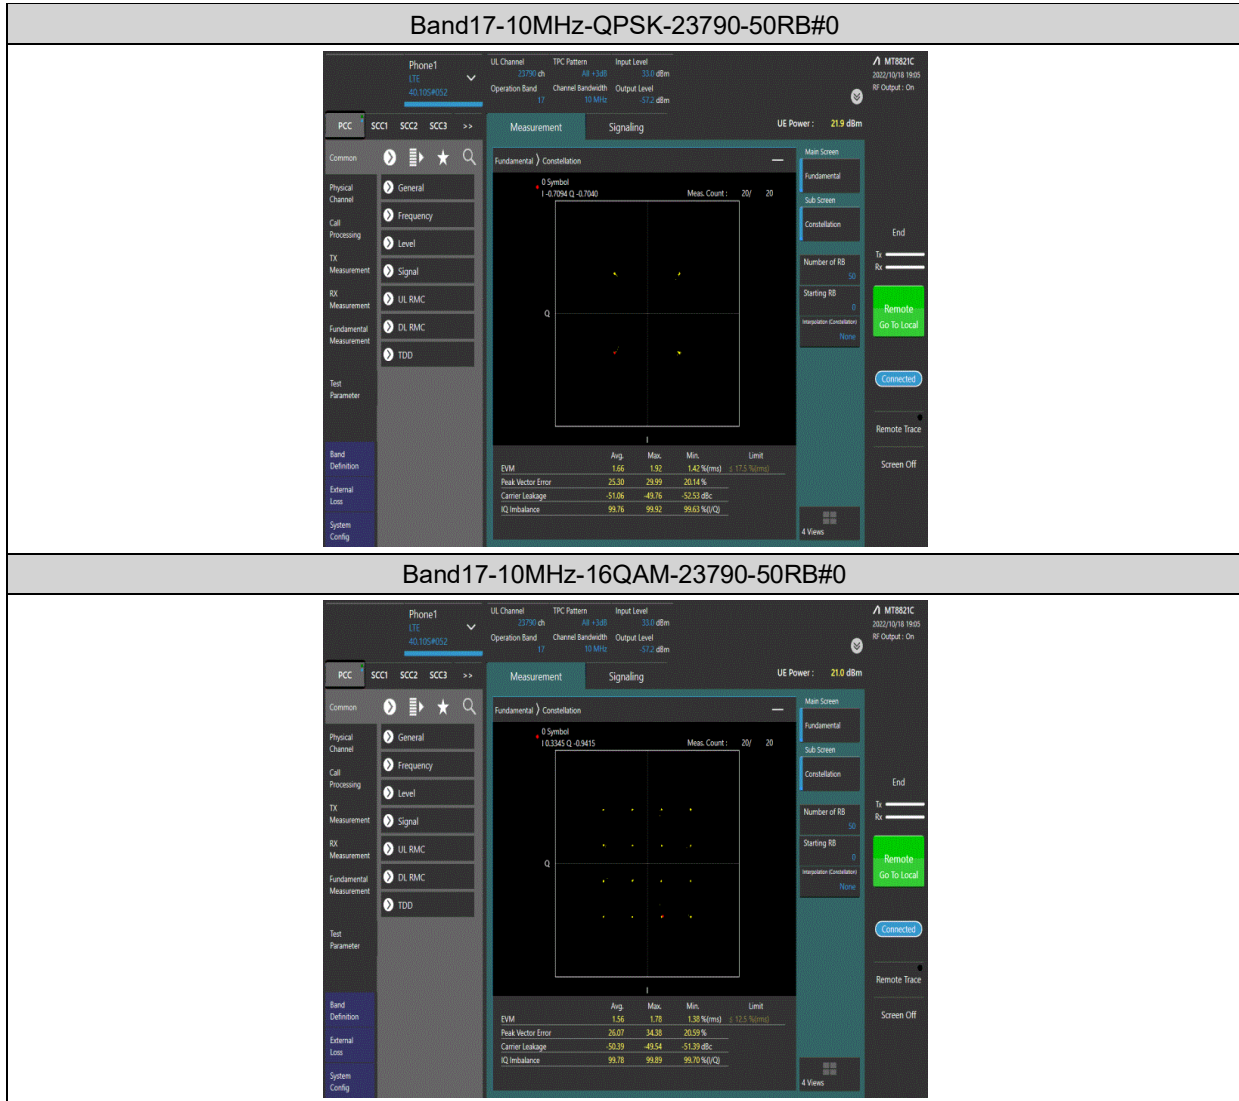 Band17-10MHz-QPSK-23790-50RB#0
Phone1
LTE
40.10S#052
UL Channel TPC Pattern Input Level
23790 ch All +3dB 33.0 dBm
Operation Band Channel Bandwidth Output Level
17 10 MHz -57.2 dBm
MT8821C
2022/10/18 19:05
RF Output : On
PCC SCC1 SCC2 SCC3 >>
Measurement Signaling
UE Power : 21.9 dBm
Common
Physical
Channel
Call
Processing
TX
Measurement
RX
Measurement
Fundamental
Measurement
Test
Parameter
Band
Definition
External
Loss
System
Config
General
Frequency
Level
Signal
UL RMC
DL RMC
TDD
Fundamental Constellation
0 Symbol
I -0.7094 Q -0.7040 Meas. Count : 20/ 20
Q
I
Avg. Max. Min. Limit
EVM 1.66 1.92 1.42 %(rms) ≤ 17.5 %(rms)
Peak Vector Error 25.30 29.99 20.14 %
Carrier Leakage -51.06 -49.76 -52.53 dBc
IQ Imbalance 99.76 99.92 99.63 %(I/Q)
Main Screen
Fundamental
Sub Screen
Constellation
Number of RB
50
Starting RB
0
Interpolation (Constellation)
None
4 Views
End
Tx
Rx
Remote
Go To Local
Connected
Remote Trace
Screen Off
Band17-10MHz-16QAM-23790-50RB#0
Phone1
LTE
40.10S#052
UL Channel TPC Pattern Input Level
23790 ch All +3dB 33.0 dBm
Operation Band Channel Bandwidth Output Level
17 10 MHz -57.2 dBm
MT8821C
2022/10/18 19:05
RF Output : On
PCC SCC1 SCC2 SCC3 >>
Measurement Signaling
UE Power : 21.0 dBm
Common
Physical
Channel
Call
Processing
TX
Measurement
RX
Measurement
Fundamental
Measurement
Test
Parameter
Band
Definition
External
Loss
System
Config
General
Frequency
Level
Signal
UL RMC
DL RMC
TDD
Fundamental Constellation
0 Symbol
I 0.3345 Q -0.9415 Meas. Count : 20/ 20
Q
I
Avg. Max. Min. Limit
EVM 1.56 1.78 1.38 %(rms) ≤ 12.5 %(rms)
Peak Vector Error 26.07 34.38 20.59 %
Carrier Leakage -50.39 -49.54 -51.39 dBc
IQ Imbalance 99.78 99.89 99.70 %(I/Q)
Main Screen
Fundamental
Sub Screen
Constellation
Number of RB
50
Starting RB
0
Interpolation (Constellation)
None
4 Views
End
Tx
Rx
Remote
Go To Local
Connected
Remote Trace
Screen Off